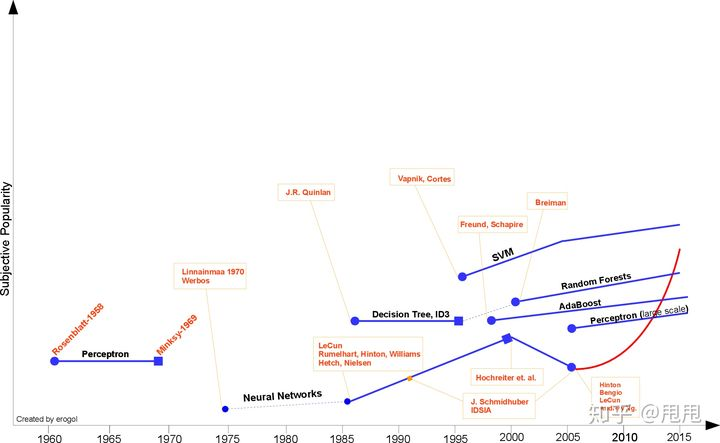 Subjective Popularity
J.R. Quinlan
Vapnik, Cortes
Breiman
Freund, Schapire
SVM
Linnainmaa 1970
Werbos
Random Forests
AdaBoost
Decision Tree, ID3
Perceptron (large scale)
Rosenblatt-1958
Minksy-1969
Perceptron
LeCun
Rumelhart, Hinton, Williams
Hetch, Nielsen
Neural Networks
Hochreiter et. al.
J. Schmidhuber
IDSIA
Hinton
Bengio
LeCun
知乎 @甩甩
Created by erogol
1960 1965 1970 1975 1980 1985 1990 1995 2000 2005 2010 2015